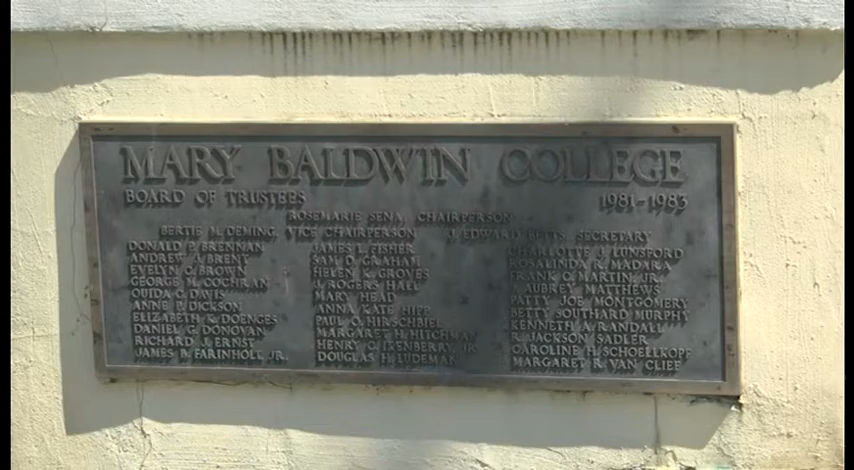 MARY BALDWIN COLLEGE
BOARD OF TRUSTEES 1981-1983
ROSEMARIE SENA, CHAIRPERSON
BERTIE M. DEMING, VICE CHAIRPERSON J. EDWARD BETTS, SECRETARY
DONALD P. BRENNAN
ANDREW J. BRENT
EVELYN C. BROWN
GEORGE M. COCHRAN
OUIDA C. DAVIS
ANNE P. DICKSON
ELIZABETH K. DOENGES
DANIEL G. DONOVAN
RICHARD J. ERNST
JAMES B. FARINHOLT, JR.
JAMES L. FISHER
SAM D. GRAHAM
HELEN K. GROVES
J. ROGERS HALL
MARY HEAD
ANNA KATE HIPP
PAUL O. HIRSCHBIEL
MARGARET H. HITCHMAN
HENRY C. IKENBERRY JR.
DOUGLAS H. LUDEMAN
CHARLOTTE J. LUNSFORD
ROSALINDA R. MADARA
FRANK C. MARTIN JR.
AUBREY MATTHEWS
PATTY JOE MONTGOMERY
BETTY SOUTHARD MURPHY
KENNETH A. RANDALL
R. JACKSON SADLER
CAROLINE H. SCHOELLKOPF
MARGARET R. VAN CLIEF